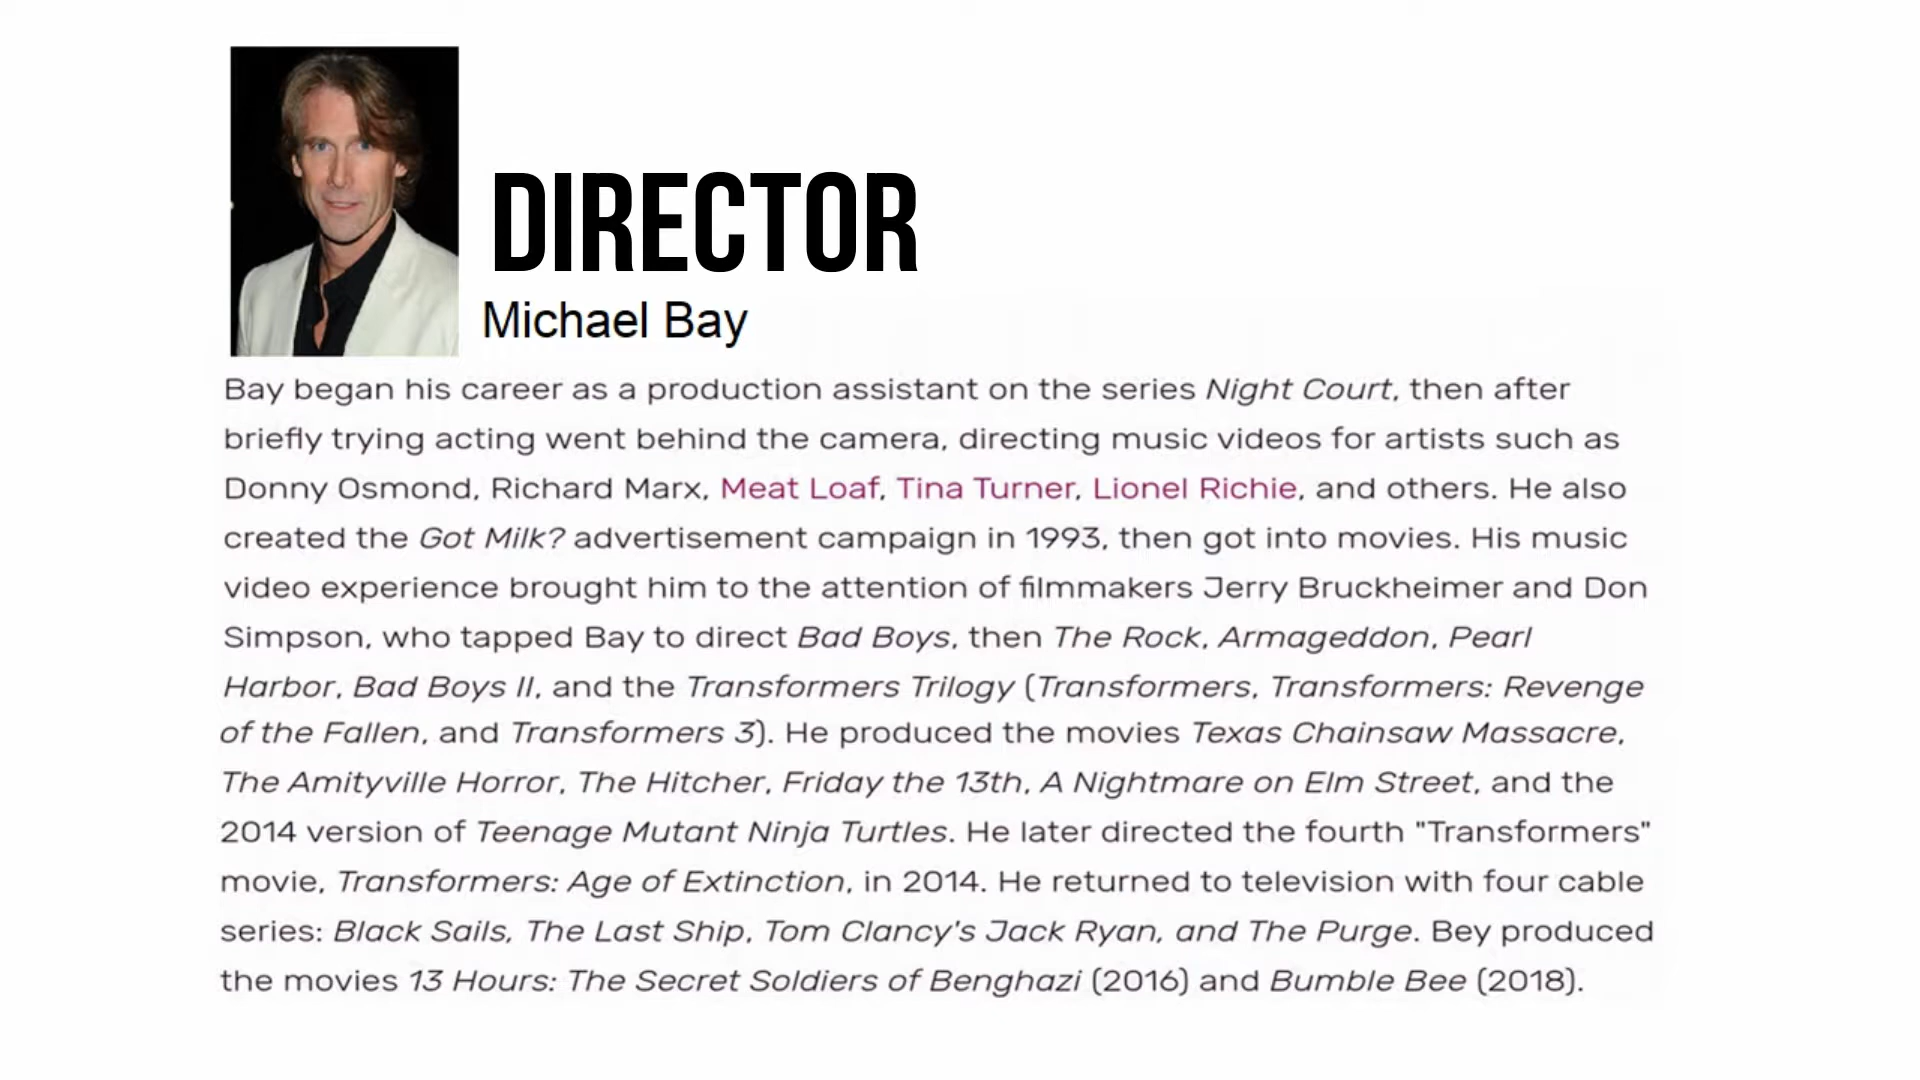 DIRECTOR
Michael Bay
Bay began his career as a production assistant on the series Night Court, then after
briefly trying acting went behind the camera, directing music videos for artists such as
Donny Osmond, Richard Marx, Meat Loaf, Tina Turner, Lionel Richie, and others. He also
created the Got Milk? advertisement campaign in 1993, then got into movies. His music
video experience brought him to the attention of filmmakers Jerry Bruckheimer and Don
Simpson, who tapped Bay to direct Bad Boys, then The Rock, Armageddon, Pearl
Harbor, Bad Boys II, and the Transformers Trilogy (Transformers, Transformers: Revenge
of the Fallen, and Transformers 3). He produced the movies Texas Chainsaw Massacre,
The Amityville Horror, The Hitcher, Friday the 13th, A Nightmare on Elm Street, and the
2014 version of Teenage Mutant Ninja Turtles. He later directed the fourth "Transformers"
movie, Transformers: Age of Extinction, in 2014. He returned to television with four cable
series: Black Sails, The Last Ship, Tom Clancy's Jack Ryan, and The Purge. Bey produced
the movies 13 Hours: The Secret Soldiers of Benghazi (2016) and Bumble Bee (2018).